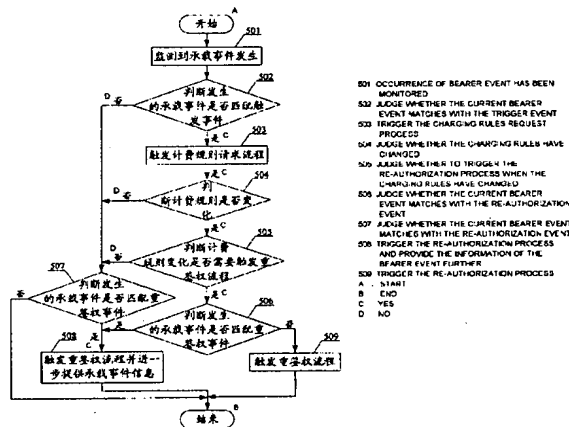 A
开始
501
监测到承载事件发生
502
D
否
判断发生
的承载事件是否匹配触
发事件
是 C
503
触发计费规则请求流程
是 C
504
D
否
判
断计费规则是否变
化
是 C
505
D
否
判断计费
规则变化是否需要触发重
鉴权流程
507
否
判断发生
的承载事件是否匹配重
鉴权事件
是 C
506
判断发生
的承载事件是否匹配重
鉴权事件
是
否
是
C
508
触发重鉴权流程并进一
步提供承载事件信息
509
触发重鉴权流程
B
结束
501 OCCURRENCE OF BEARER EVENT HAS BEEN
MONITORED
502 JUDGE WHETHER THE CURRENT BEARER
EVENT MATCHES WITH THE TRIGGER EVENT
503 TRIGGER THE CHARGING RULES REQUEST
PROCESS
504 JUDGE WHETHER THE CHARGING RULES HAVE
CHANGED
505 JUDGE WHETHER TO TRIGGER THE
RE-AUTHORIZATION PROCESS WHEN THE
CHARGING RULES HAVE CHANGED
506 JUDGE WHETHER THE CURRENT BEARER
EVENT MATCHES WITH THE RE-AUTHORIZATION
EVENT
507 JUDGE WHETHER THE CURRENT BEARER EVENT
MATCHES WITH THE RE-AUTHORIZATION EVENT
508 TRIGGER THE RE-AUTHORIZATION PROCESS
AND PROVIDE THE INFORMATION OF THE
BEARER EVENT FURTHER
509 TRIGGER THE RE-AUTHORIZATION PROCESS
A START
B END
C YES
D NO